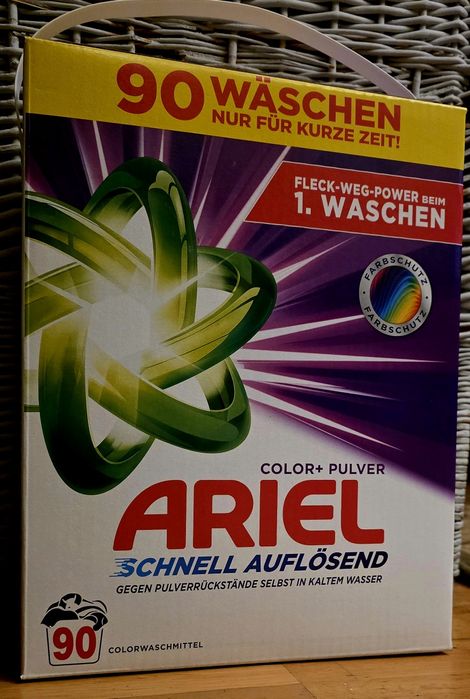 90 WÄSCHEN
NUR FÜR KURZE ZEIT!
FLECK-WEG-POWER BEIM
1. WASCHEN
FARBSCHUTZ
FARBSCHUTZ
COLOR+ PULVER
ARIEL
SCHNELL AUFLÖSEND
GEGEN PULVERRÜCKSTÄNDE SELBST IN KALTEM WASSER
90
COLORWASCHMITTEL